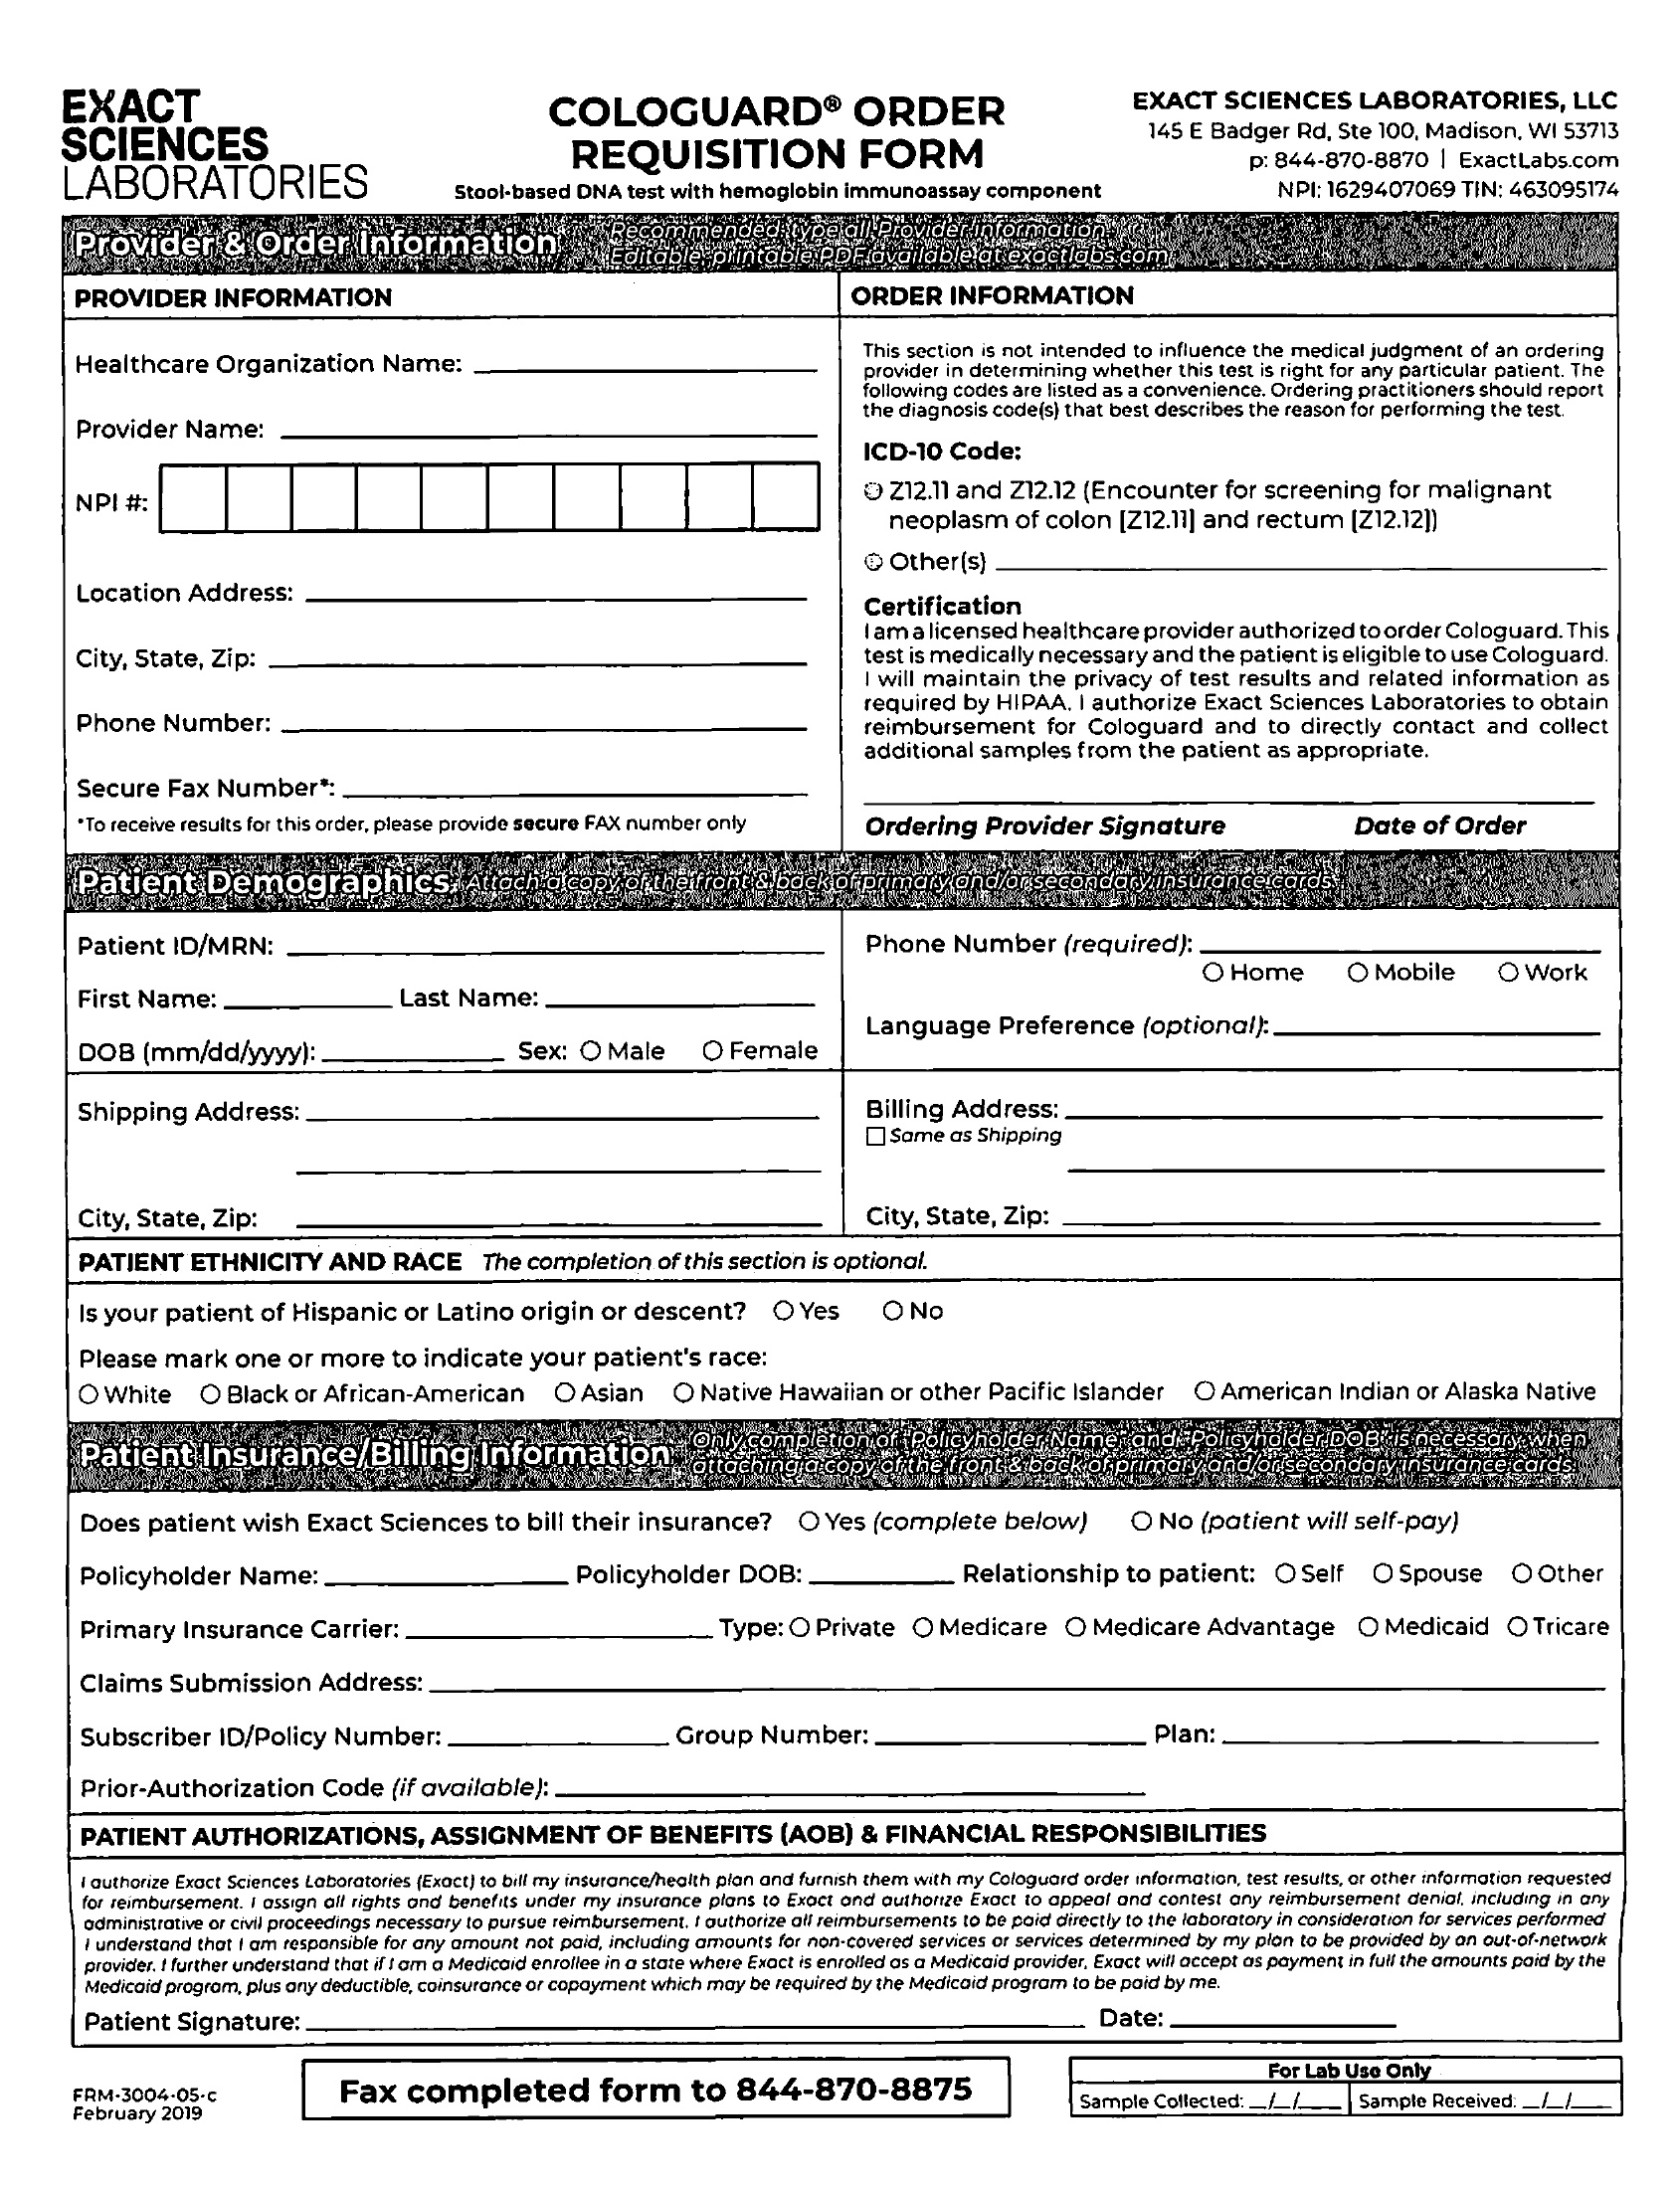 EXACT
SCIENCES
LABORATORIES
COLOGUARD® ORDER
REQUISITION FORM
Stool-based DNA test with hemoglobin immunoassay component
EXACT SCIENCES LABORATORIES, LLC
145 E Badger Rd, Ste 100, Madison, WI 53713
p: 844-870-8870 | ExactLabs.com
NPI: 1629407069 TIN: 463095174
Provider & Order Information
Recommended: type all Provider information.
Editable, printable PDF available at exactlabs.com
PROVIDER INFORMATION
Healthcare Organization Name:
Provider Name:
NPI #:
Location Address:
City, State, Zip:
Phone Number:
Secure Fax Number*:
*To receive results for this order, please provide secure FAX number only
ORDER INFORMATION
This section is not intended to influence the medical judgment of an ordering
provider in determining whether this test is right for any particular patient. The
following codes are listed as a convenience. Ordering practitioners should report
the diagnosis code(s) that best describes the reason for performing the test.
ICD-10 Code:
Z12.11 and Z12.12 (Encounter for screening for malignant
neoplasm of colon [Z12.11] and rectum [Z12.12])
Other(s)
Certification
I am a licensed healthcare provider authorized to order Cologuard. This
test is medically necessary and the patient is eligible to use Cologuard.
I will maintain the privacy of test results and related information as
required by HIPAA. I authorize Exact Sciences Laboratories to obtain
reimbursement for Cologuard and to directly contact and collect
additional samples from the patient as appropriate.
Ordering Provider Signature Date of Order
Patient Demographics Attach a copy of the front & back of primary and/or secondary insurance cards
Patient ID/MRN:
First Name: Last Name:
DOB (mm/dd/yyyy): Sex: Male Female
Phone Number (required):
Home Mobile Work
Language Preference (optional):
Shipping Address:
City, State, Zip:
Billing Address:
Same as Shipping
City, State, Zip:
PATIENT ETHNICITY AND RACE The completion of this section is optional.
Is your patient of Hispanic or Latino origin or descent? Yes No
Please mark one or more to indicate your patient's race:
White Black or African-American Asian Native Hawaiian or other Pacific Islander American Indian or Alaska Native
Patient Insurance/Billing Information
Only completion of "Policyholder Name" and "Policyholder DOB" is necessary when
attaching a copy of the front & back of primary and/or secondary insurance cards.
Does patient wish Exact Sciences to bill their insurance? Yes (complete below) No (patient will self-pay)
Policyholder Name: Policyholder DOB: Relationship to patient: Self Spouse Other
Primary Insurance Carrier: Type: Private Medicare Medicare Advantage Medicaid Tricare
Claims Submission Address:
Subscriber ID/Policy Number: Group Number: Plan:
Prior-Authorization Code (if available):
PATIENT AUTHORIZATIONS, ASSIGNMENT OF BENEFITS (AOB) & FINANCIAL RESPONSIBILITIES
I authorize Exact Sciences Laboratories (Exact) to bill my insurance/health plan and furnish them with my Cologuard order information, test results, or other information requested
for reimbursement. I assign all rights and benefits under my insurance plans to Exact and authorize Exact to appeal and contest any reimbursement denial, including in any
administrative or civil proceedings necessary to pursue reimbursement. I authorize all reimbursements to be paid directly to the laboratory in consideration for services performed
I understand that I am responsible for any amount not paid, including amounts for non-covered services or services determined by my plan to be provided by an out-of-network
provider. I further understand that if I am a Medicaid enrollee in a state where Exact is enrolled as a Medicaid provider, Exact will accept as payment in full the amounts paid by the
Medicaid program, plus any deductible, coinsurance or copayment which may be required by the Medicaid program to be paid by me.
Patient Signature: Date:
FRM-3004-05-c
February 2019
Fax completed form to 844-870-8875
For Lab Use Only
Sample Collected: _/_/__ Sample Received: _/_/__